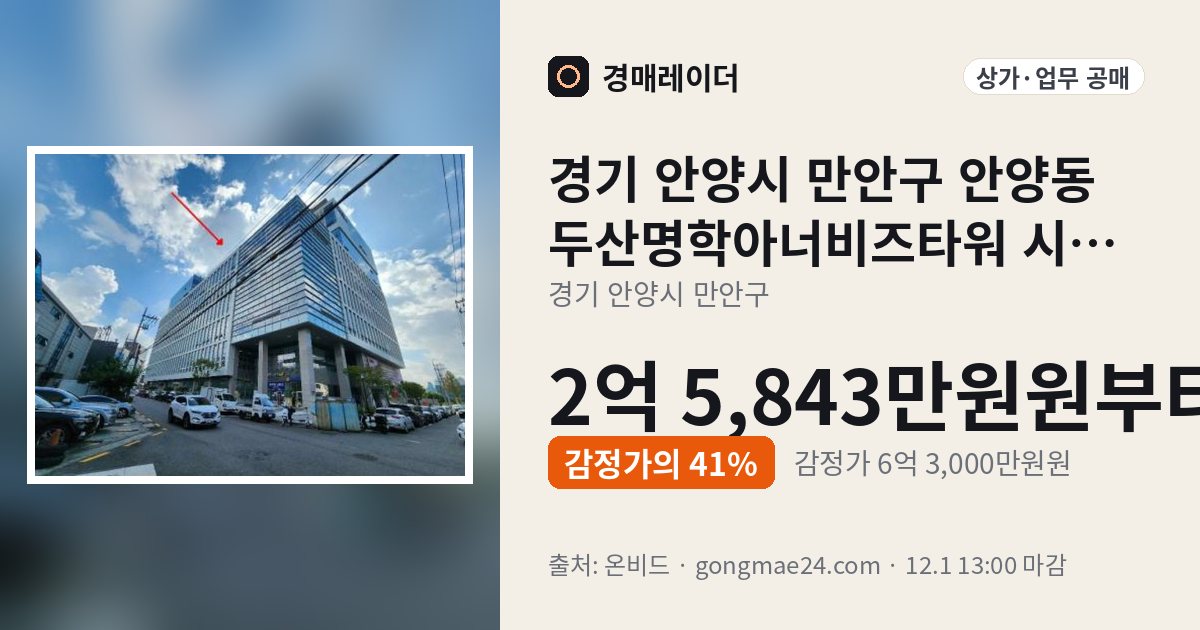 경매레이더
상가·업무 공매
경기 안양시 만안구 안양동
두산명학아너비즈타워 시…
경기 안양시 만안구
2억 5,843만원원부터
감정가의 41%
감정가 6억 3,000만원원
출처: 온비드 · gongmae24.com · 12.1 13:00 마감